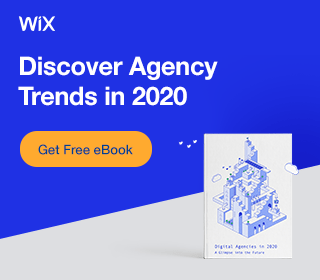 WiX
Discover Agency
Trends in 2020
Get Free eBook
Digital Agencies in 2020
A Glimpse Into the Future